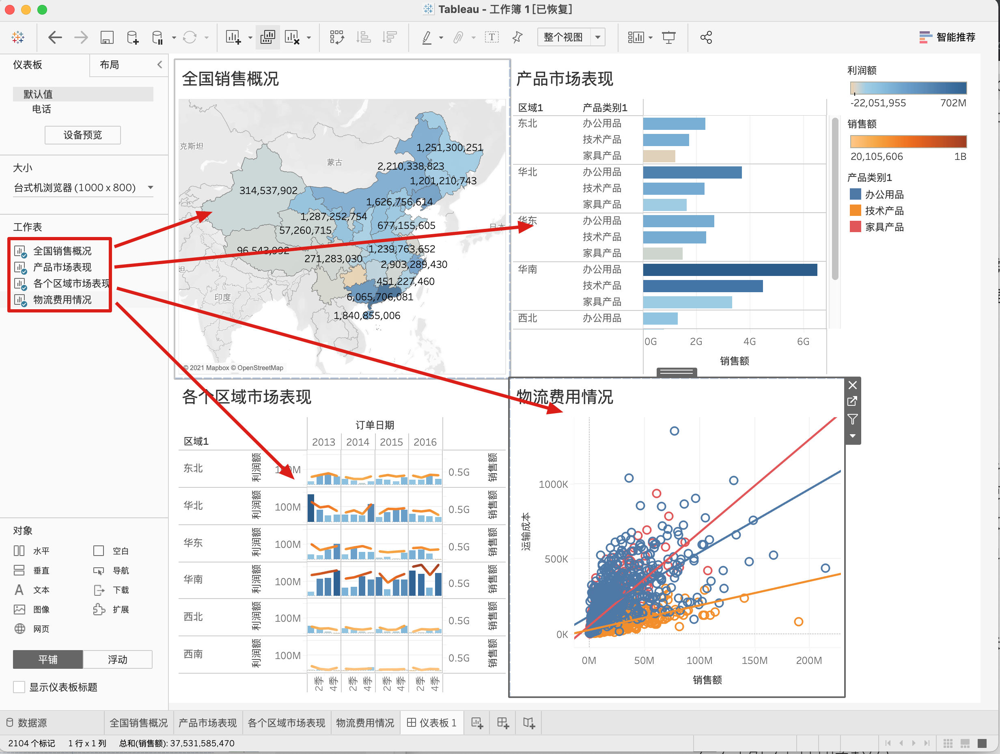 Tableau - 工作簿 1[已恢复]
整个视图
智能推荐
仪表板
布局
默认值
电话
设备预览
大小
台式机浏览器 (1000 x 800)
工作表
全国销售概况
产品市场表现
各个区域市场表现
物流费用情况
对象
水平
空白
垂直
导航
文本
下载
图像
扩展
网页
平铺
浮动
显示仪表板标题
全国销售概况
克斯坦
蒙古
日本
印度
1,251,300,251
2,210,338,823
1,201,210,743
314,537,902
1,626,756,614
1,287,252,754
677,155,605
57,260,715
96,543,992
1,239,763,652
271,283,030
2,903,289,430
451,227,460
6,065,706,081
1,840,855,006
© 2021 Mapbox © OpenStreetMap
产品市场表现
区域1 产品类别1
东北 办公用品
技术产品
家具产品
华北 办公用品
技术产品
家具产品
华东 办公用品
技术产品
家具产品
华南 办公用品
技术产品
家具产品
西北 办公用品
0G 2G 4G 6G
销售额
利润额
-22,051,955 702M
销售额
20,105,606 1B
产品类别1
办公用品
技术产品
家具产品
各个区域市场表现
订单日期
区域1 2013 2014 2015 2016
东北 利润额 100M 0.5G 销售额
华北 利润额 100M 0.5G 销售额
华东 利润额 100M 0.5G 销售额
华南 利润额 100M 0.5G 销售额
西北 利润额 100M 0.5G 销售额
西南 利润额 100M 0.5G 销售额
2季 4季 2季 4季 2季 4季 2季 4季
物流费用情况
运输成本
1000K
500K
0K
0M 50M 100M 150M 200M
销售额
数据源
全国销售概况
产品市场表现
各个区域市场表现
物流费用情况
仪表板 1
2104 个标记 1 行 x 1 列 总和(销售额): 37,531,585,470